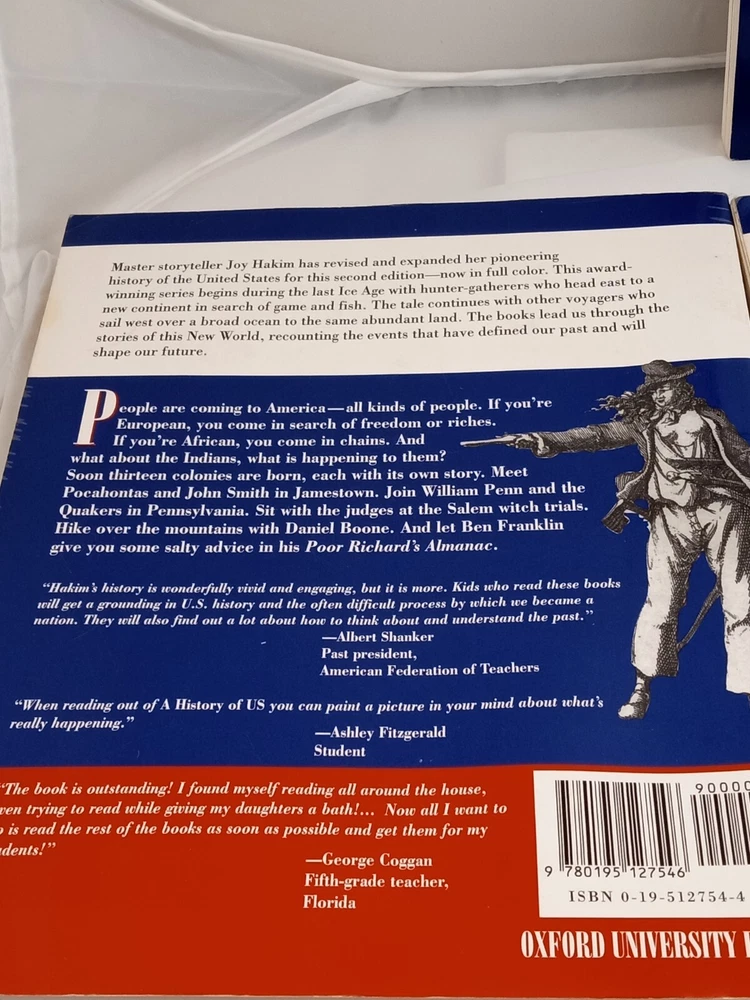 Master storyteller Joy Hakim has revised and expanded her pioneering
history of the United States for this second edition—now in full color. This award-
winning series begins during the last Ice Age with hunter-gatherers who head east to a
new continent in search of game and fish. The tale continues with other voyagers who
sail west over a broad ocean to the same abundant land. The books lead us through the
stories of this New World, recounting the events that have defined our past and will
shape our future.
People are coming to America—all kinds of people. If you're
European, you come in search of freedom or riches.
If you're African, you come in chains. And
what about the Indians, what is happening to them?
Soon thirteen colonies are born, each with its own story. Meet
Pocahontas and John Smith in Jamestown. Join William Penn and the
Quakers in Pennsylvania. Sit with the judges at the Salem witch trials.
Hike over the mountains with Daniel Boone. And let Ben Franklin
give you some salty advice in his Poor Richard's Almanac.
"Hakim's history is wonderfully vivid and engaging, but it is more. Kids who read these books
will get a grounding in U.S. history and the often difficult process by which we became a
nation. They will also find out a lot about how to think about and understand the past."
—Albert Shanker
Past president,
American Federation of Teachers
"When reading out of A History of US you can paint a picture in your mind about what's
really happening."
—Ashley Fitzgerald
Student
"The book is outstanding! I found myself reading all around the house,
ven trying to read while giving my daughters a bath!... Now all I want to
o is read the rest of the books as soon as possible and get them for my
dents!"
—George Coggan
Fifth-grade teacher,
Florida
90000
9 780195 127546
ISBN 0-19-512754-4
OXFORD UNIVERSITY